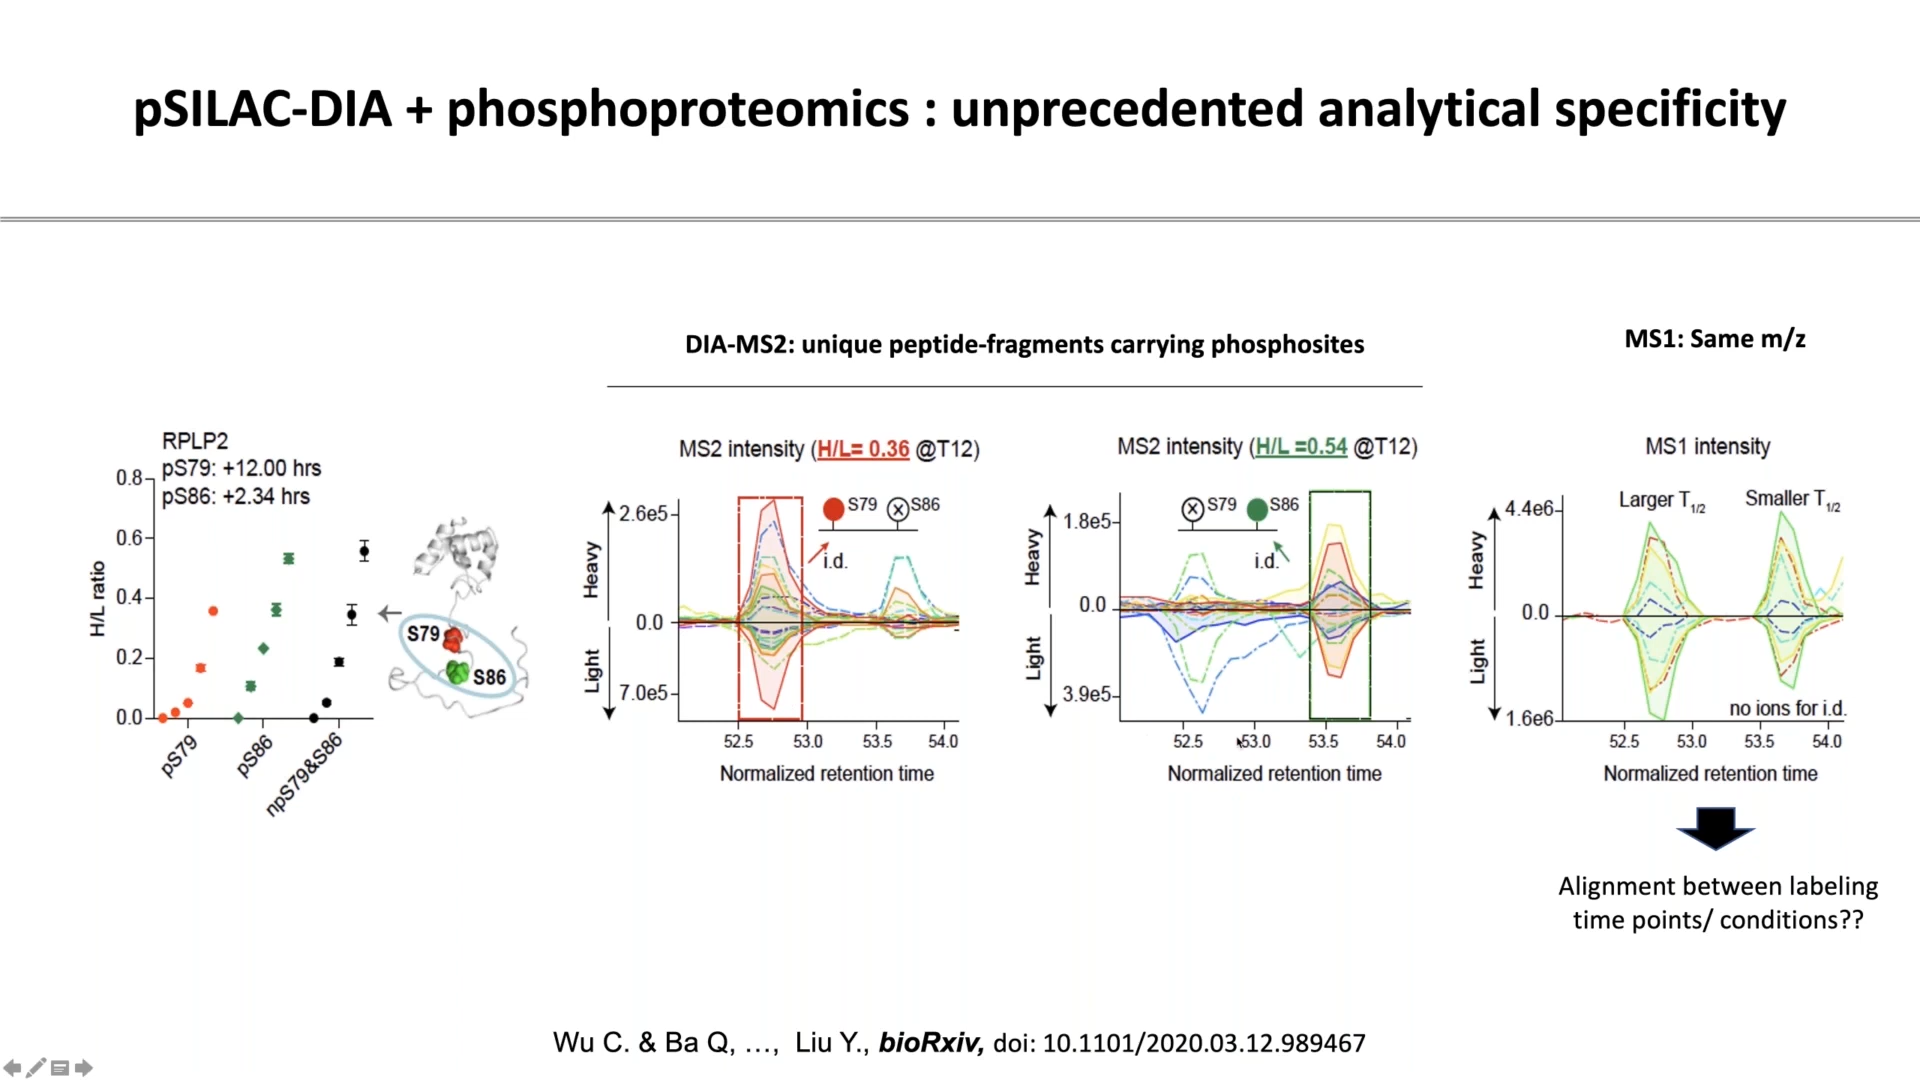 pSILAC-DIA + phosphoproteomics : unprecedented analytical specificity
DIA-MS2: unique peptide-fragments carrying phosphosites
MS1: Same m/z
RPLP2
pS79: +12.00 hrs
pS86: +2.34 hrs
H/L ratio
0.8
0.6
0.4
0.2
0.0
pS79
pS86
npS79&S86
S79
S86
MS2 intensity (H/L= 0.36 @T12)
Heavy
Light
2.6e5
0.0
7.0e5
S79
S86
i.d.
52.5
53.0
53.5
54.0
Normalized retention time
MS2 intensity (H/L =0.54 @T12)
Heavy
Light
1.8e5
0.0
3.9e5
S79
S86
i.d.
52.5
53.0
53.5
54.0
Normalized retention time
MS1 intensity
Heavy
Light
4.4e6
0.0
1.6e6
Larger T1/2
Smaller T1/2
no ions for i.d.
52.5
53.0
53.5
54.0
Normalized retention time
Alignment between labeling
time points/ conditions??
Wu C. & Ba Q, ..., Liu Y., bioRxiv, doi: 10.1101/2020.03.12.989467